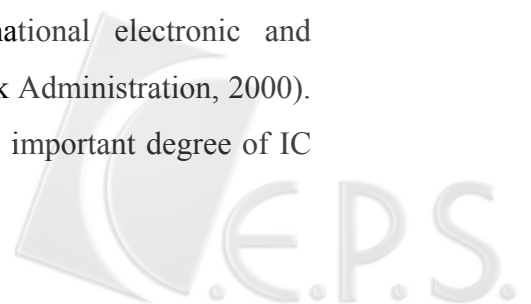 national electronic and
Administration, 2000).
important degree of IC
C.E.P.S.